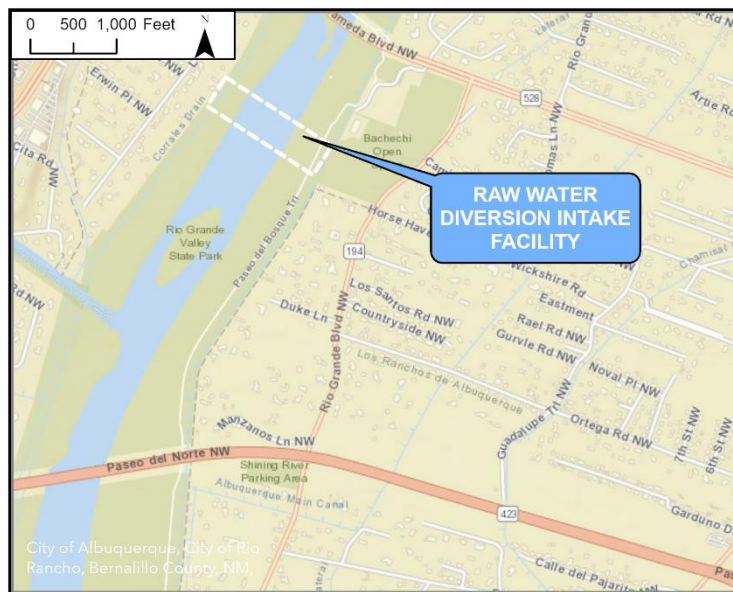 0 500 1,000 Feet
N
Alameda Blvd NW
528
Erwin Pl NW
Corrales Drain
Cita Rd
NW
Bachechi
Open
Artie Rd
Rio Grande
Lateral
RAW WATER
DIVERSION INTAKE
FACILITY
Horse Have
Rio Grande
Valley
State Park
Paseo del Bosque Trl
194
Wickshire Rd
Chamisal
Eastment
Los Santos Rd NW
Countryside NW
Rael Rd NW
Gurvle Rd NW
Duke Ln
Noval Pl NW
Los Ranchos de Albuquerque
Rio Grande Blvd NW
Guadalupe Trl NW
Ortega Rd NW
7th St NW
6th St NW
Manzanos Ln NW
Paseo del Norte NW
Shining River
Parking Area
Albuquerque Main Canal
423
Garduno
Calle del Pajarito
City of Albuquerque, City of Rio
Rancho, Bernalillo County, NM,